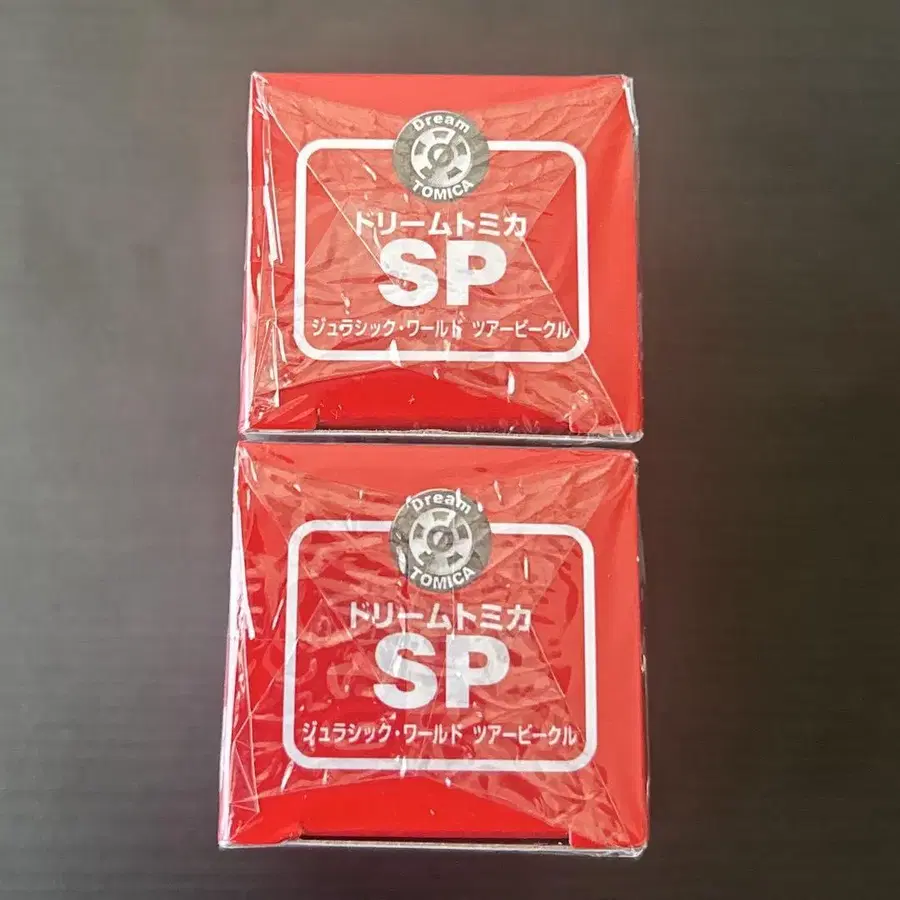 Dream
TOMICA
ドリームトミカ
SP
ジュラシック・ワールド ツアービークル
Dream
TOMICA
ドリームトミカ
SP
ジュラシック・ワールド ツアービークル